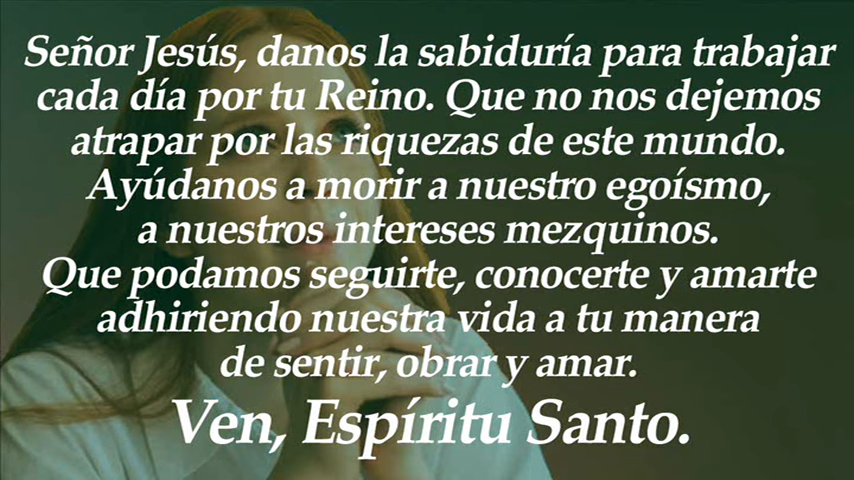 Señor Jesús, danos la sabiduría para trabajar
cada día por tu Reino. Que no nos dejemos
atrapar por las riquezas de este mundo.
Ayúdanos a morir a nuestro egoísmo,
a nuestros intereses mezquinos.
Que podamos seguirte, conocerte y amarte
adhiriendo nuestra vida a tu manera
de sentir, obrar y amar.
Ven, Espíritu Santo.